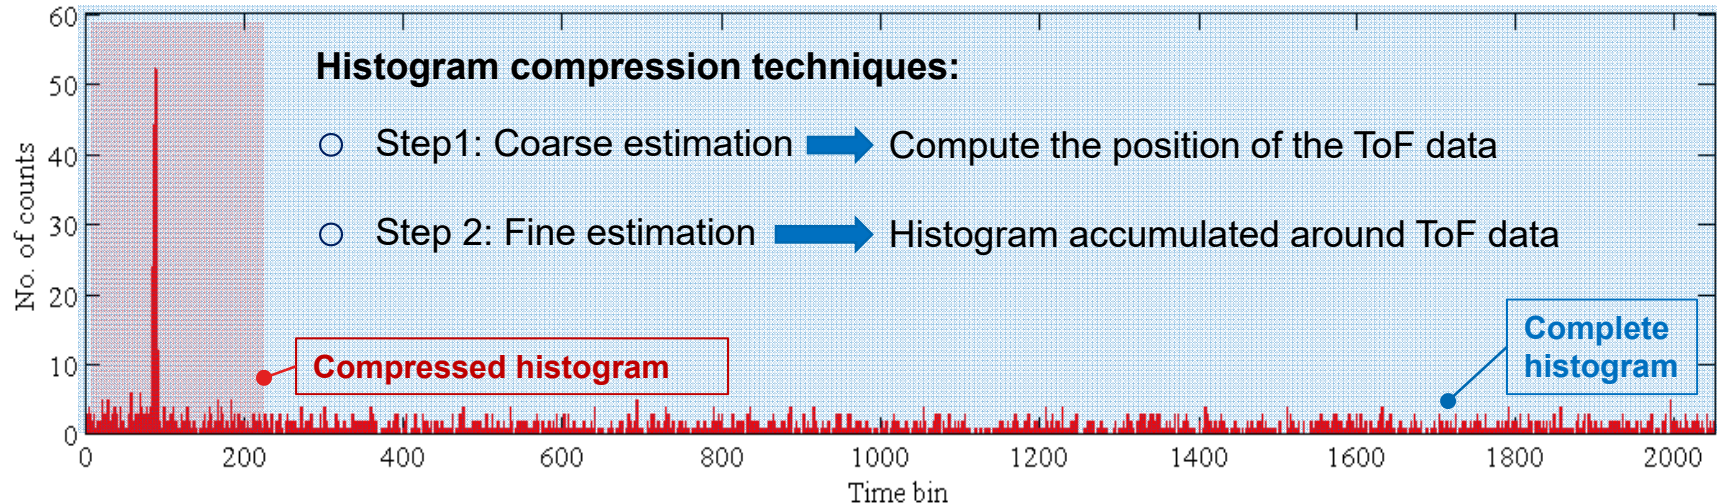 Histogram compression techniques:
Step1: Coarse estimation Compute the position of the ToF data
Step 2: Fine estimation Histogram accumulated around ToF data
Compressed histogram
Complete
histogram
No. of counts
60
50
40
30
20
10
0
0 200 400 600 800 1000 1200 1400 1600 1800 2000
Time bin